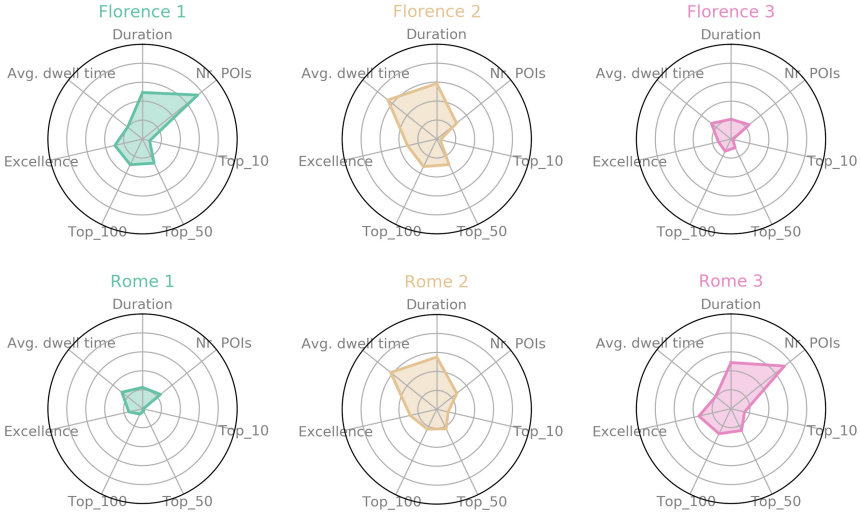 Florence 1
Duration
Avg. dwell time
Nr. POIs
Excellence
Top_10
Top_100
Top_50
Florence 2
Duration
Avg. dwell time
Nr. POIs
Excellence
Top_10
Top_100
Top_50
Florence 3
Duration
Avg. dwell time
Nr. POIs
Excellence
Top_10
Top_100
Top_50
Rome 1
Duration
Avg. dwell time
Nr. POIs
Excellence
Top_10
Top_100
Top_50
Rome 2
Duration
Avg. dwell time
Nr. POIs
Excellence
Top_10
Top_100
Top_50
Rome 3
Duration
Avg. dwell time
Nr. POIs
Excellence
Top_10
Top_100
Top_50